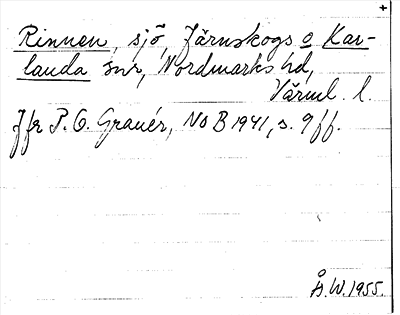 Rinnen, sjö, Järnskogs o Kar-
landa snr, Nordmarks hd,
Värml. l.
Jfr P. O. Granér, NoB 1941, s. 9 ff.
Å.W. 1955.